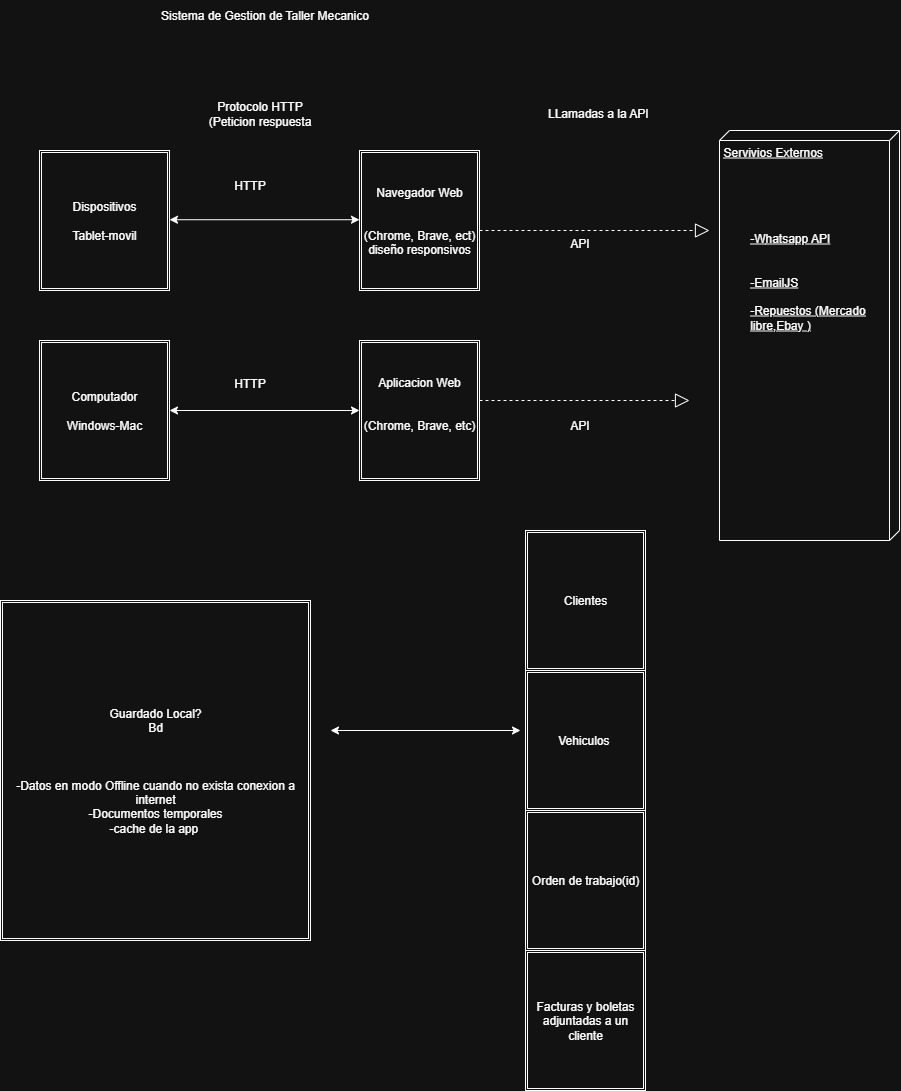 Sistema de Gestion de Taller Mecanico
Protocolo HTTP
(Peticion respuesta
LLamadas a la API
Servivios Externos
Dispositivos
Tablet-movil
HTTP
Navegador Web
(Chrome, Brave, ect)
diseño responsivos
API
-Whatsapp API
-EmailJS
-Repuestos (Mercado
libre,Ebay )
Computador
Windows-Mac
HTTP
Aplicacion Web
(Chrome, Brave, etc)
API
Clientes
Guardado Local?
Bd
-Datos en modo Offline cuando no exista conexion a
internet
-Documentos temporales
-cache de la app
Vehiculos
Orden de trabajo(id)
Facturas y boletas
adjuntadas a un
cliente